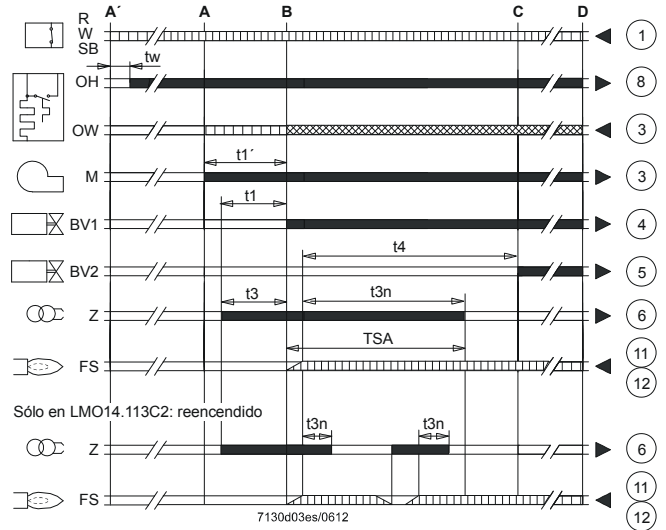 R A´ A B C D
W
SB 1
tw
OH 8
OW 3
t1´
M 3
t1
BV1 4
t4
BV2 5
t3 t3n
Z 6
TSA
FS 11
12
Sólo en LMO14.113C2: reencendido
t3n t3n
Z 6
FS 11
12
7130d03es/0612